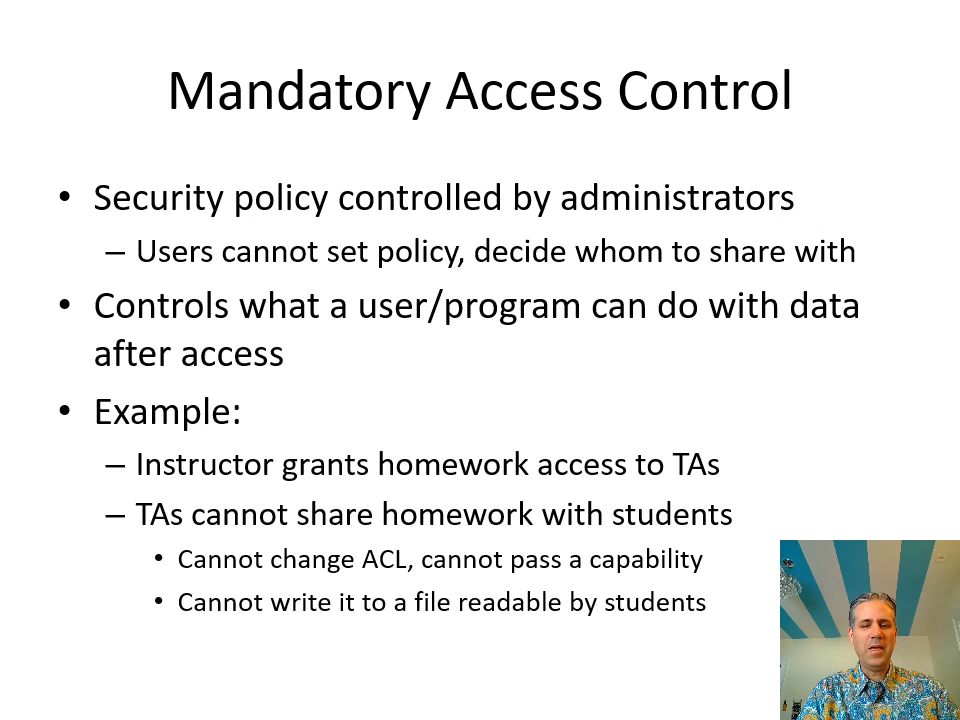 Mandatory Access Control
• Security policy controlled by administrators
– Users cannot set policy, decide whom to share with
• Controls what a user/program can do with data
after access
• Example:
– Instructor grants homework access to TAs
– TAs cannot share homework with students
• Cannot change ACL, cannot pass a capability
• Cannot write it to a file readable by students